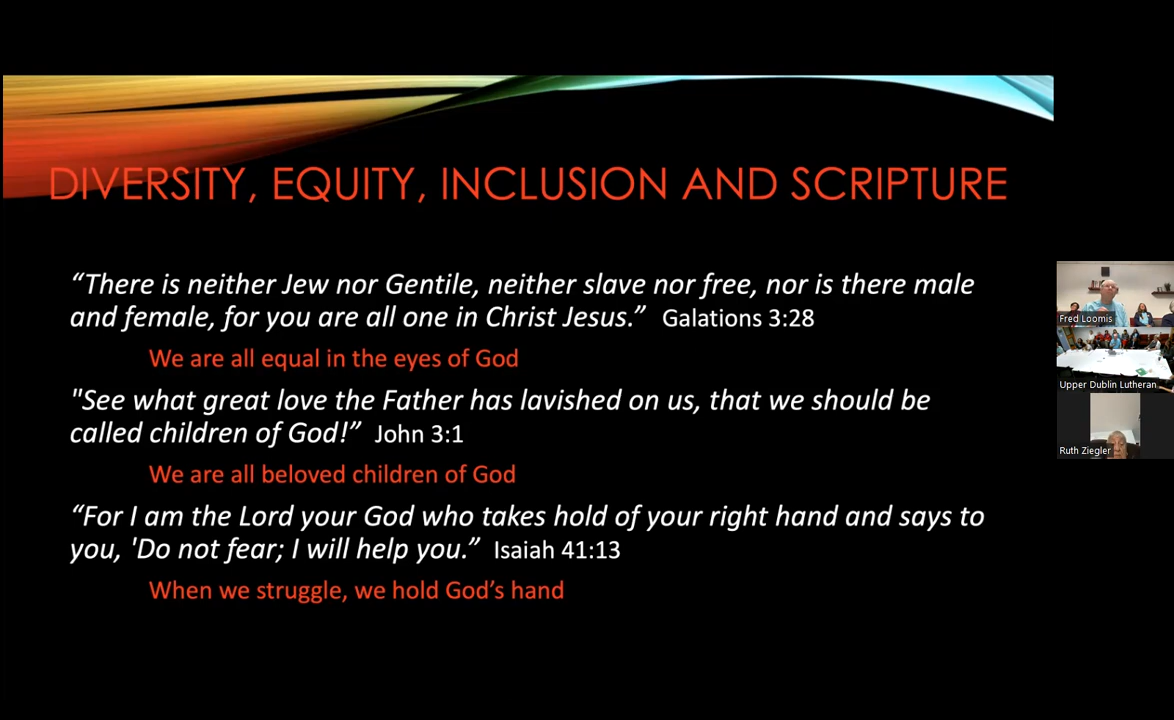 DIVERSITY, EQUITY, INCLUSION AND SCRIPTURE
“There is neither Jew nor Gentile, neither slave nor free, nor is there male
and female, for you are all one in Christ Jesus.” Galations 3:28
We are all equal in the eyes of God
"See what great love the Father has lavished on us, that we should be
called children of God!” John 3:1
We are all beloved children of God
“For I am the Lord your God who takes hold of your right hand and says to
you, 'Do not fear; I will help you.” Isaiah 41:13
When we struggle, we hold God’s hand
Fred Loomis
Upper Dublin Lutheran
Ruth Ziegler